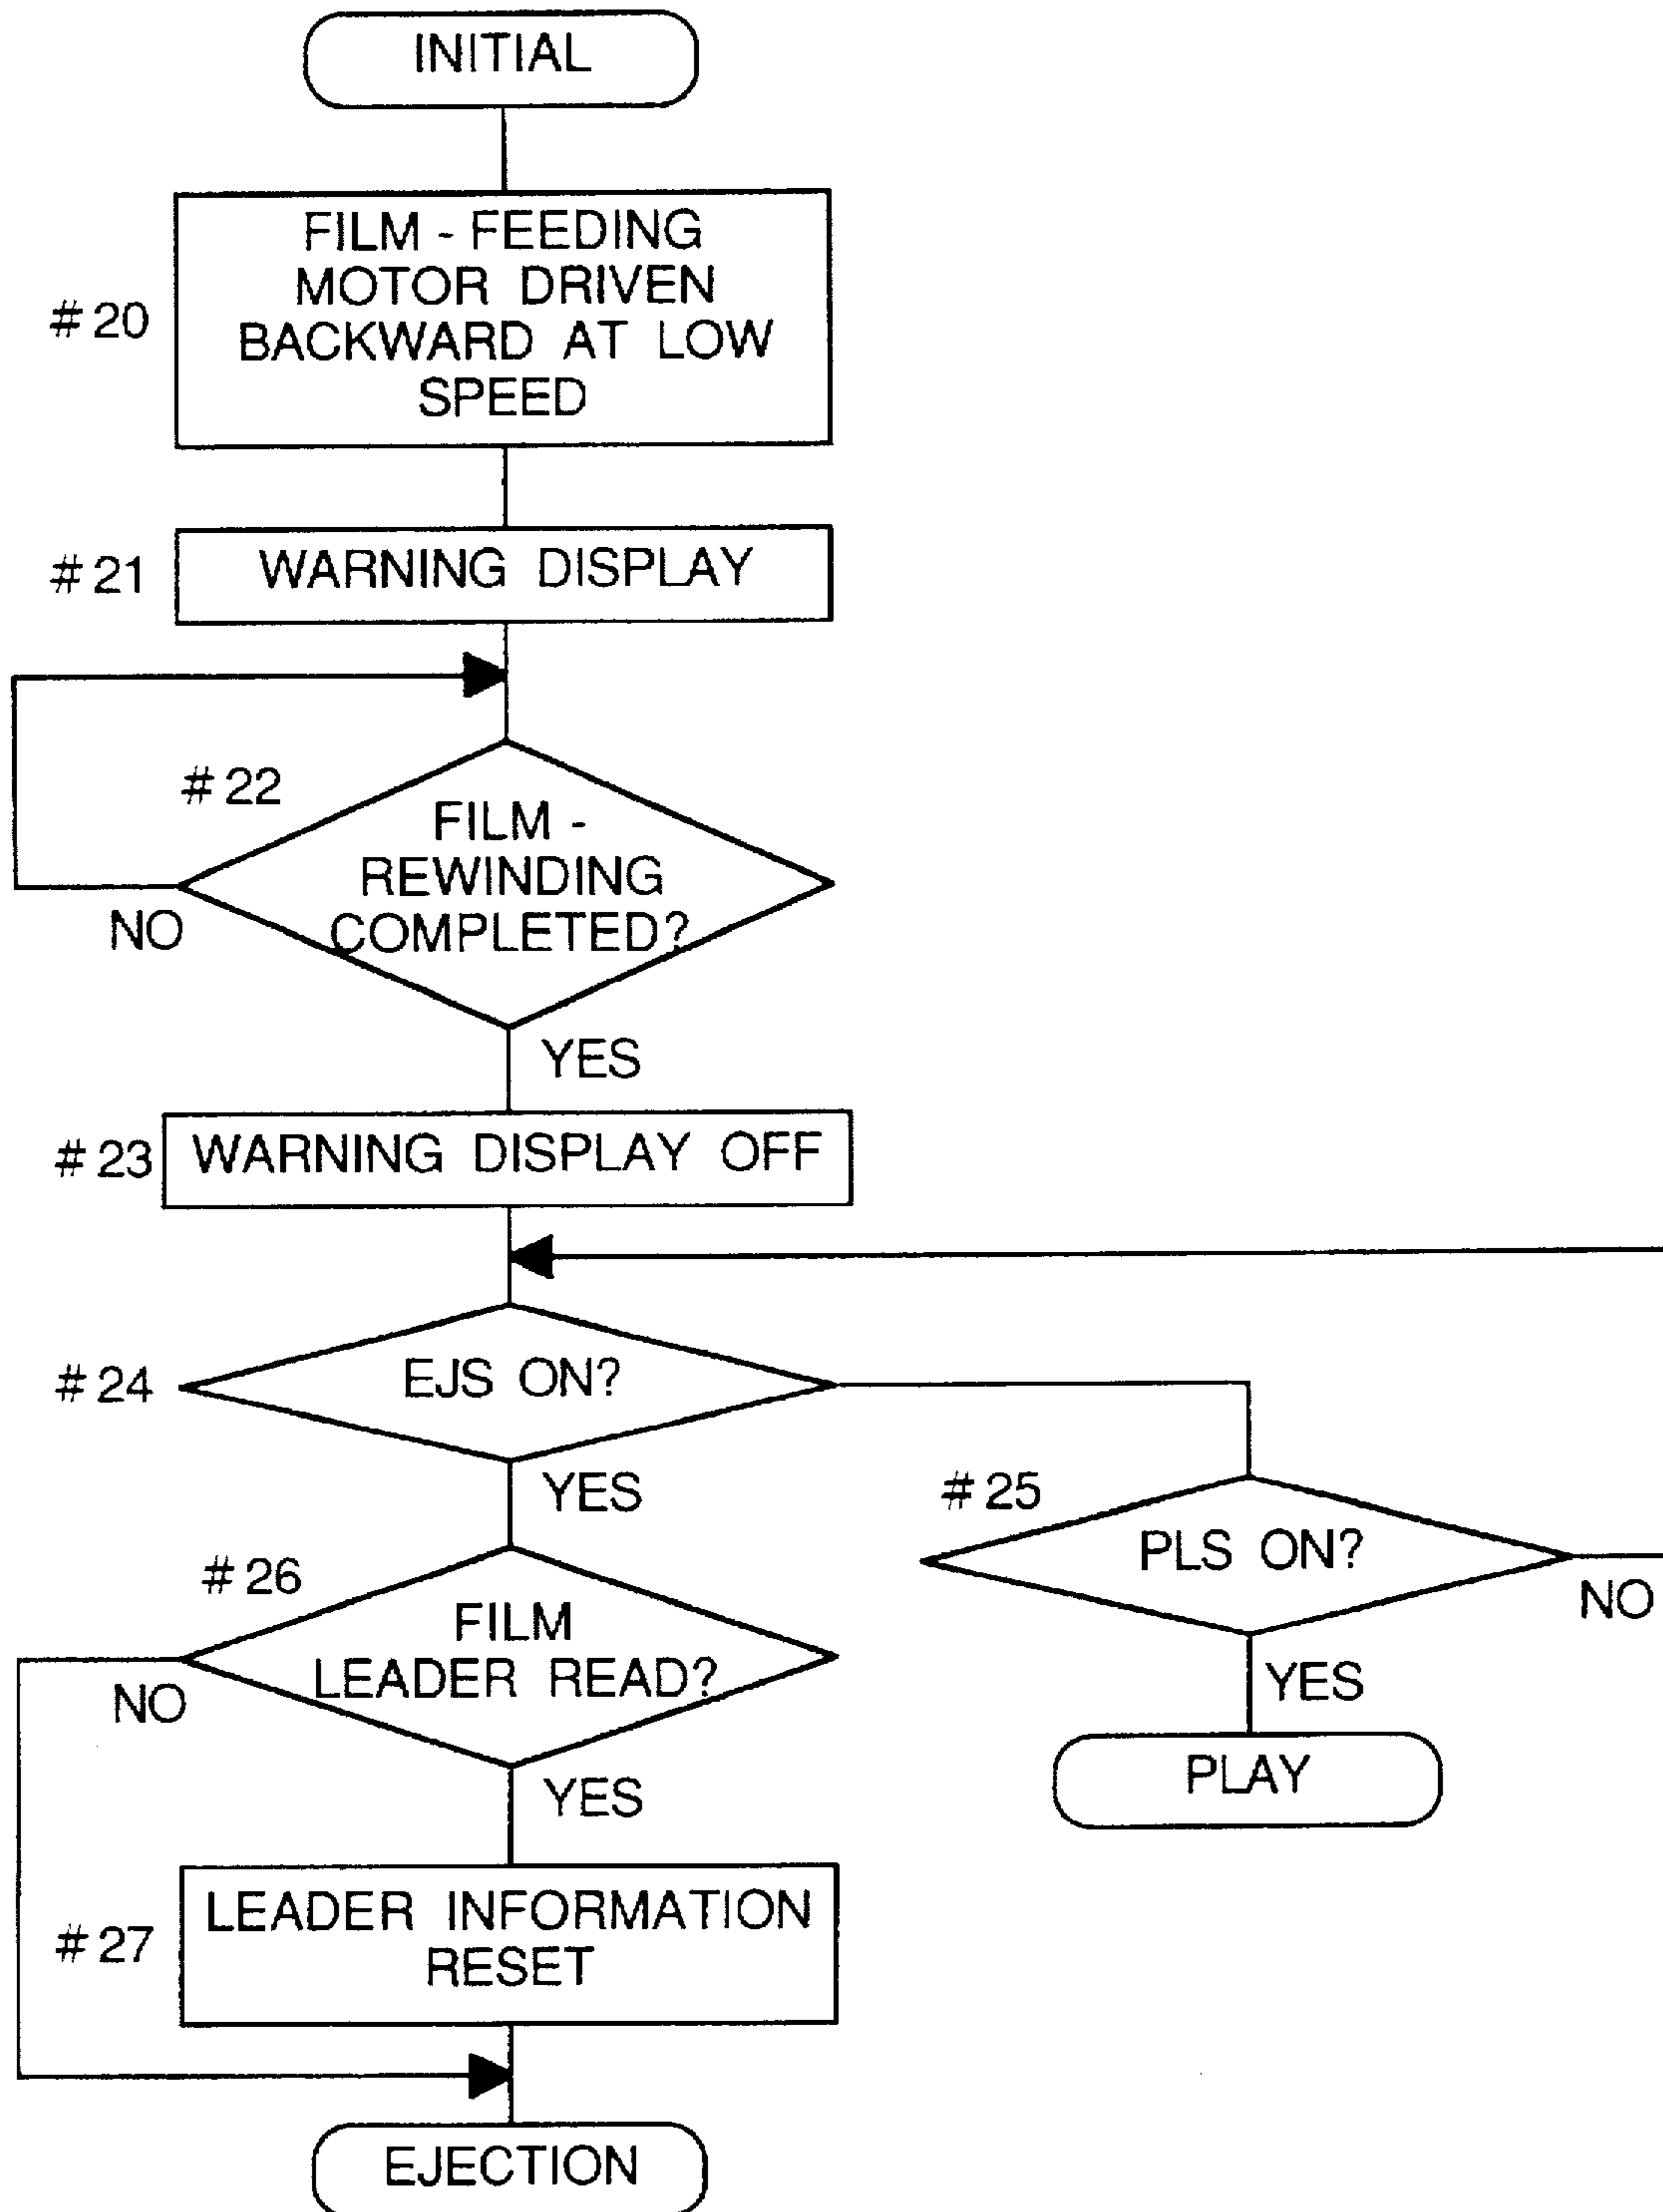 INITIAL
FILM - FEEDING
MOTOR DRIVEN
#20
BACKWARD AT LOW
SPEED
#21
WARNING DISPLAY
#22
FILM -
REWINDING
COMPLETED?
NO
YES
#23
WARNING DISPLAY OFF
#24
EJS ON?
YES
#25
PLS ON?
NO
YES
PLAY
#26
FILM
LEADER READ?
NO
YES
#27
LEADER INFORMATION
RESET
EJECTION